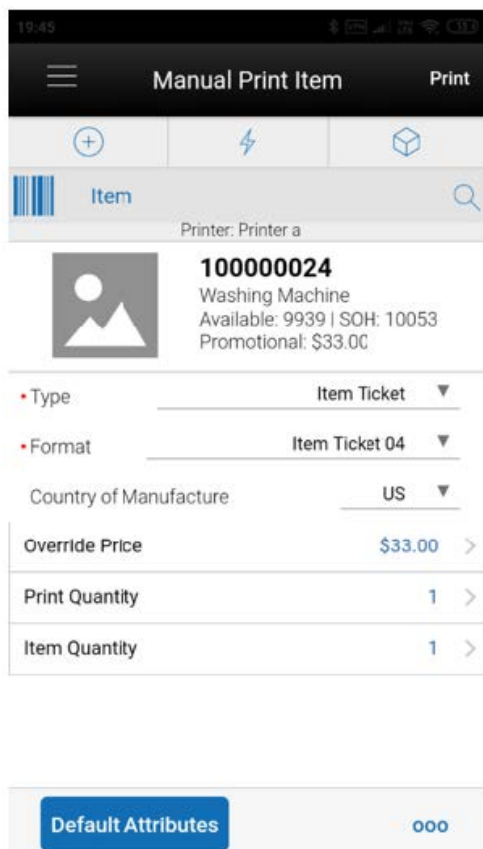 19:45
Manual Print Item
Print
Item
Printer: Printer a
100000024
Washing Machine
Available: 9939 | SOH: 10053
Promotional: $33.00
• Type Item Ticket ▼
• Format Item Ticket 04 ▼
Country of Manufacture US ▼
Override Price $33.00 >
Print Quantity 1 >
Item Quantity 1 >
Default Attributes ooo